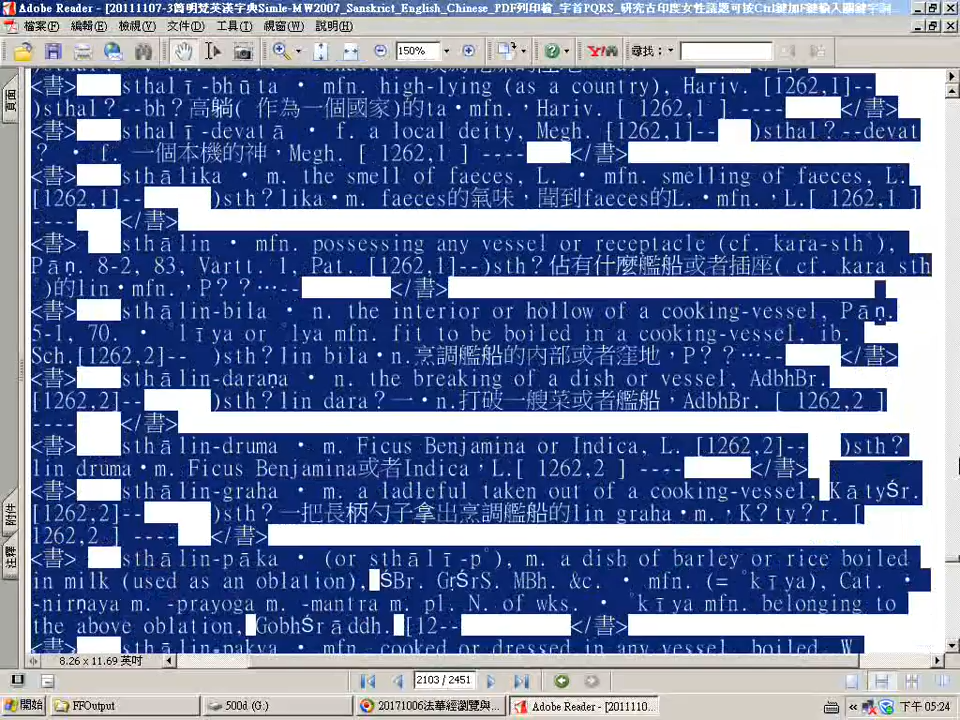 Adobe Reader - [20111107-3簡明梵英漢字典Simle-MW2007_Sanskrict_English_Chinese_PDF列印檔_字首PQRS_研究古印度女性議題可按Ctrl鍵加F鍵輸入關鍵字詞
檔案(F) 編輯(E) 檢視(V) 文件(D) 工具(T) 視窗(W) 說明(H)
150% Y! 尋找：
頁面
附件
註釋
<書> sthalī-bhūta • mfn. high-lying (as a country), Hariv. [1262,1]--
)sthal？--bh？高躺( 作為一個國家)的ta•mfn.，Hariv. [ 1262,1 ] ---- </書>
<書> sthalī-devatā • f. a local deity, Megh. [1262,1]-- )sthal？--devat
？ • f. 一個本機的神，Megh. [ 1262,1 ] ---- </書>
<書> sthālika • m. the smell of faeces, L. • mfn. smelling of faeces, L.
[1262,1]-- )sth？lika•m. faeces的氣味，聞到faeces的L.•mfn.，L.[ 1262,1 ]
---- </書>
<書> sthālin • mfn. possessing any vessel or receptacle (cf. kara-sth°),
Pāṇ. 8-2, 83, Vartt. 1, Pat. [1262,1]--)sth？佔有什麼艦船或者插座( cf. kara sth
°)的lin•mfn.，P？？…-- </書>
<書> sthālin-bila • n. the interior or hollow of a cooking-vessel, Pāṇ.
5-1, 70. • °līya or °lya mfn. fit to be boiled in a cooking-vessel, ib.
Sch.[1262,2]-- )sth？lin bila•n.烹調艦船的內部或者窪地，P？？…-- </書>
<書> sthālin-daraṇa • n. the breaking of a dish or vessel, AdbhBr.
[1262,2]-- )sth？lin dara？一•n.打破一艘菜或者艦船，AdbhBr. [ 1262,2 ]
---- </書>
<書> sthālin-druma • m. Ficus Benjamina or Indica, L. [1262,2]-- )sth？
lin druma•m. Ficus Benjamina或者Indica，L.[ 1262,2 ] ---- </書>
<書> sthālin-graha • m. a ladleful taken out of a cooking-vessel, KātyŚr.
[1262,2]-- )sth？一把長柄勺子拿出烹調艦船的lin graha•m.，K？ty？r. [
1262,2 ] ---- </書>
<書> sthālin-pāka • (or sthālī-p°), m. a dish of barley or rice boiled
in milk (used as an oblation), ŚBr. GrŚrS. MBh. &c. • mfn. (= °kīya), Cat. •
-nirṇaya m. -prayoga m. -mantra m. pl. N. of wks. • °kīya mfn. belonging to
the above oblation, GobhŚrāddh. [12-- </書>
<書> sthālin-pakva • mfn. cooked or dressed in any vessel, boiled, W.
8.26 x 11.69 英吋
2103 / 2451
開始 FFOutput 500d (G:) 20171006法華經瀏覽與... Adobe Reader - [2011110... 下午 05:24